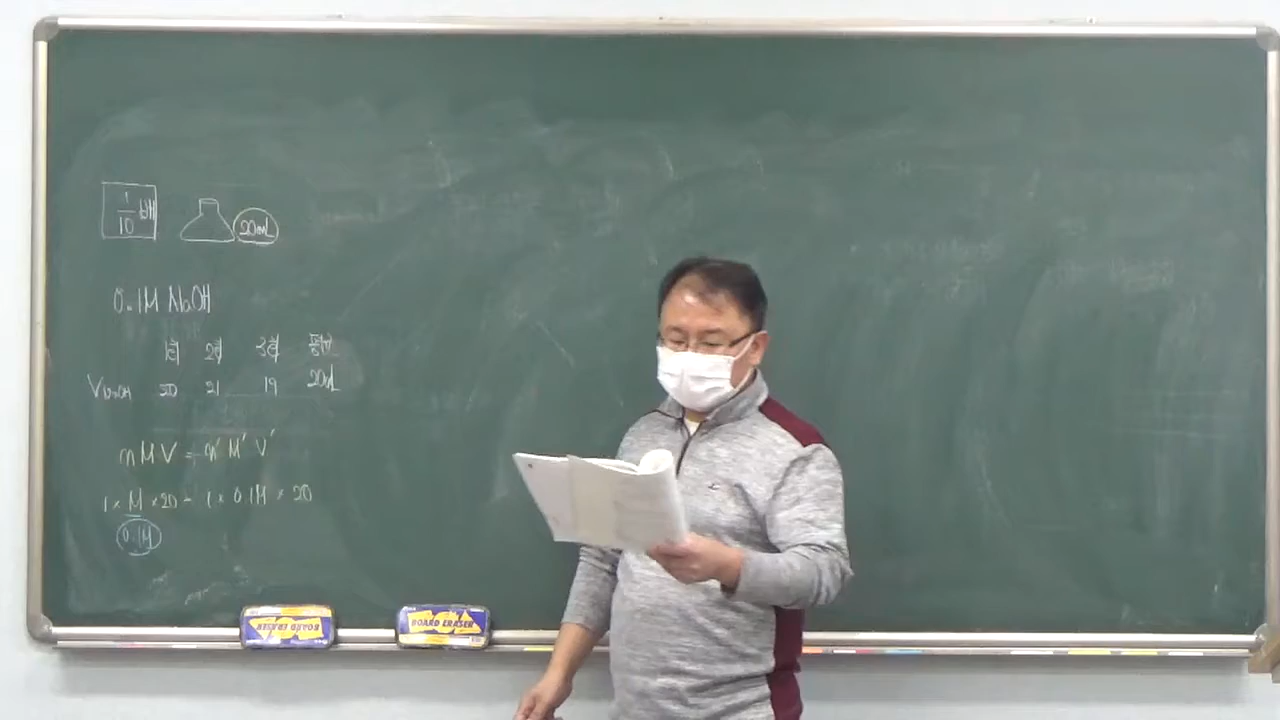 1/10 배 20mL
0.1M NaOH
1회 2회 3회 평균
VNaOH 20 21 19 20mL
nMV = n'M'V'
1 × M × 20 = 1 × 0.1M × 20
0.1M
BOARD ERASER
BOARD ERASER